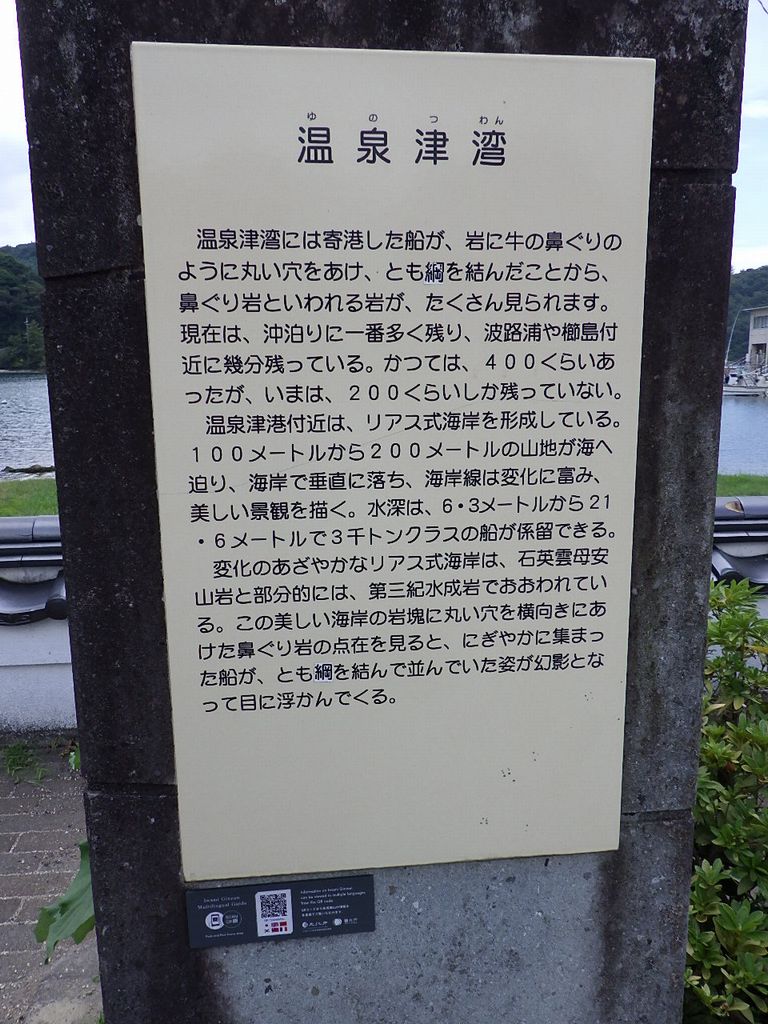 ゆのつわん
温泉津湾
温泉津湾には寄港した船が、岩に牛の鼻ぐりの
ように丸い穴をあけ、とも綱を結んだことから、
鼻ぐり岩といわれる岩が、たくさん見られます。
現在は、沖泊りに一番多く残り、波路浦や櫛島付
近に幾分残っている。かつては、400くらいあ
ったが、いまは、200くらいしか残っていない。
温泉津港付近は、リアス式海岸を形成している。
100メートルから200メートルの山地が海へ
迫り、海岸で垂直に落ち、海岸線は変化に富み、
美しい景観を描く。水深は、6・3メートルから21
・6メートルで3千トンクラスの船が係留できる。
変化のあざやかなリアス式海岸は、石英雲母安
山岩と部分的には、第三紀水成岩でおおわれてい
る。この美しい海岸の岩塊に丸い穴を横向きにあ
けた鼻ぐり岩の点在を見ると、にぎやかに集まっ
た船が、とも綱を結んで並んでいた姿が幻影とな
って目に浮かんでくる。
Iwami Ginzan
Multilingual Guide
Information on Iwami Ginzan
can be viewed in multiple languages
from the QR code.